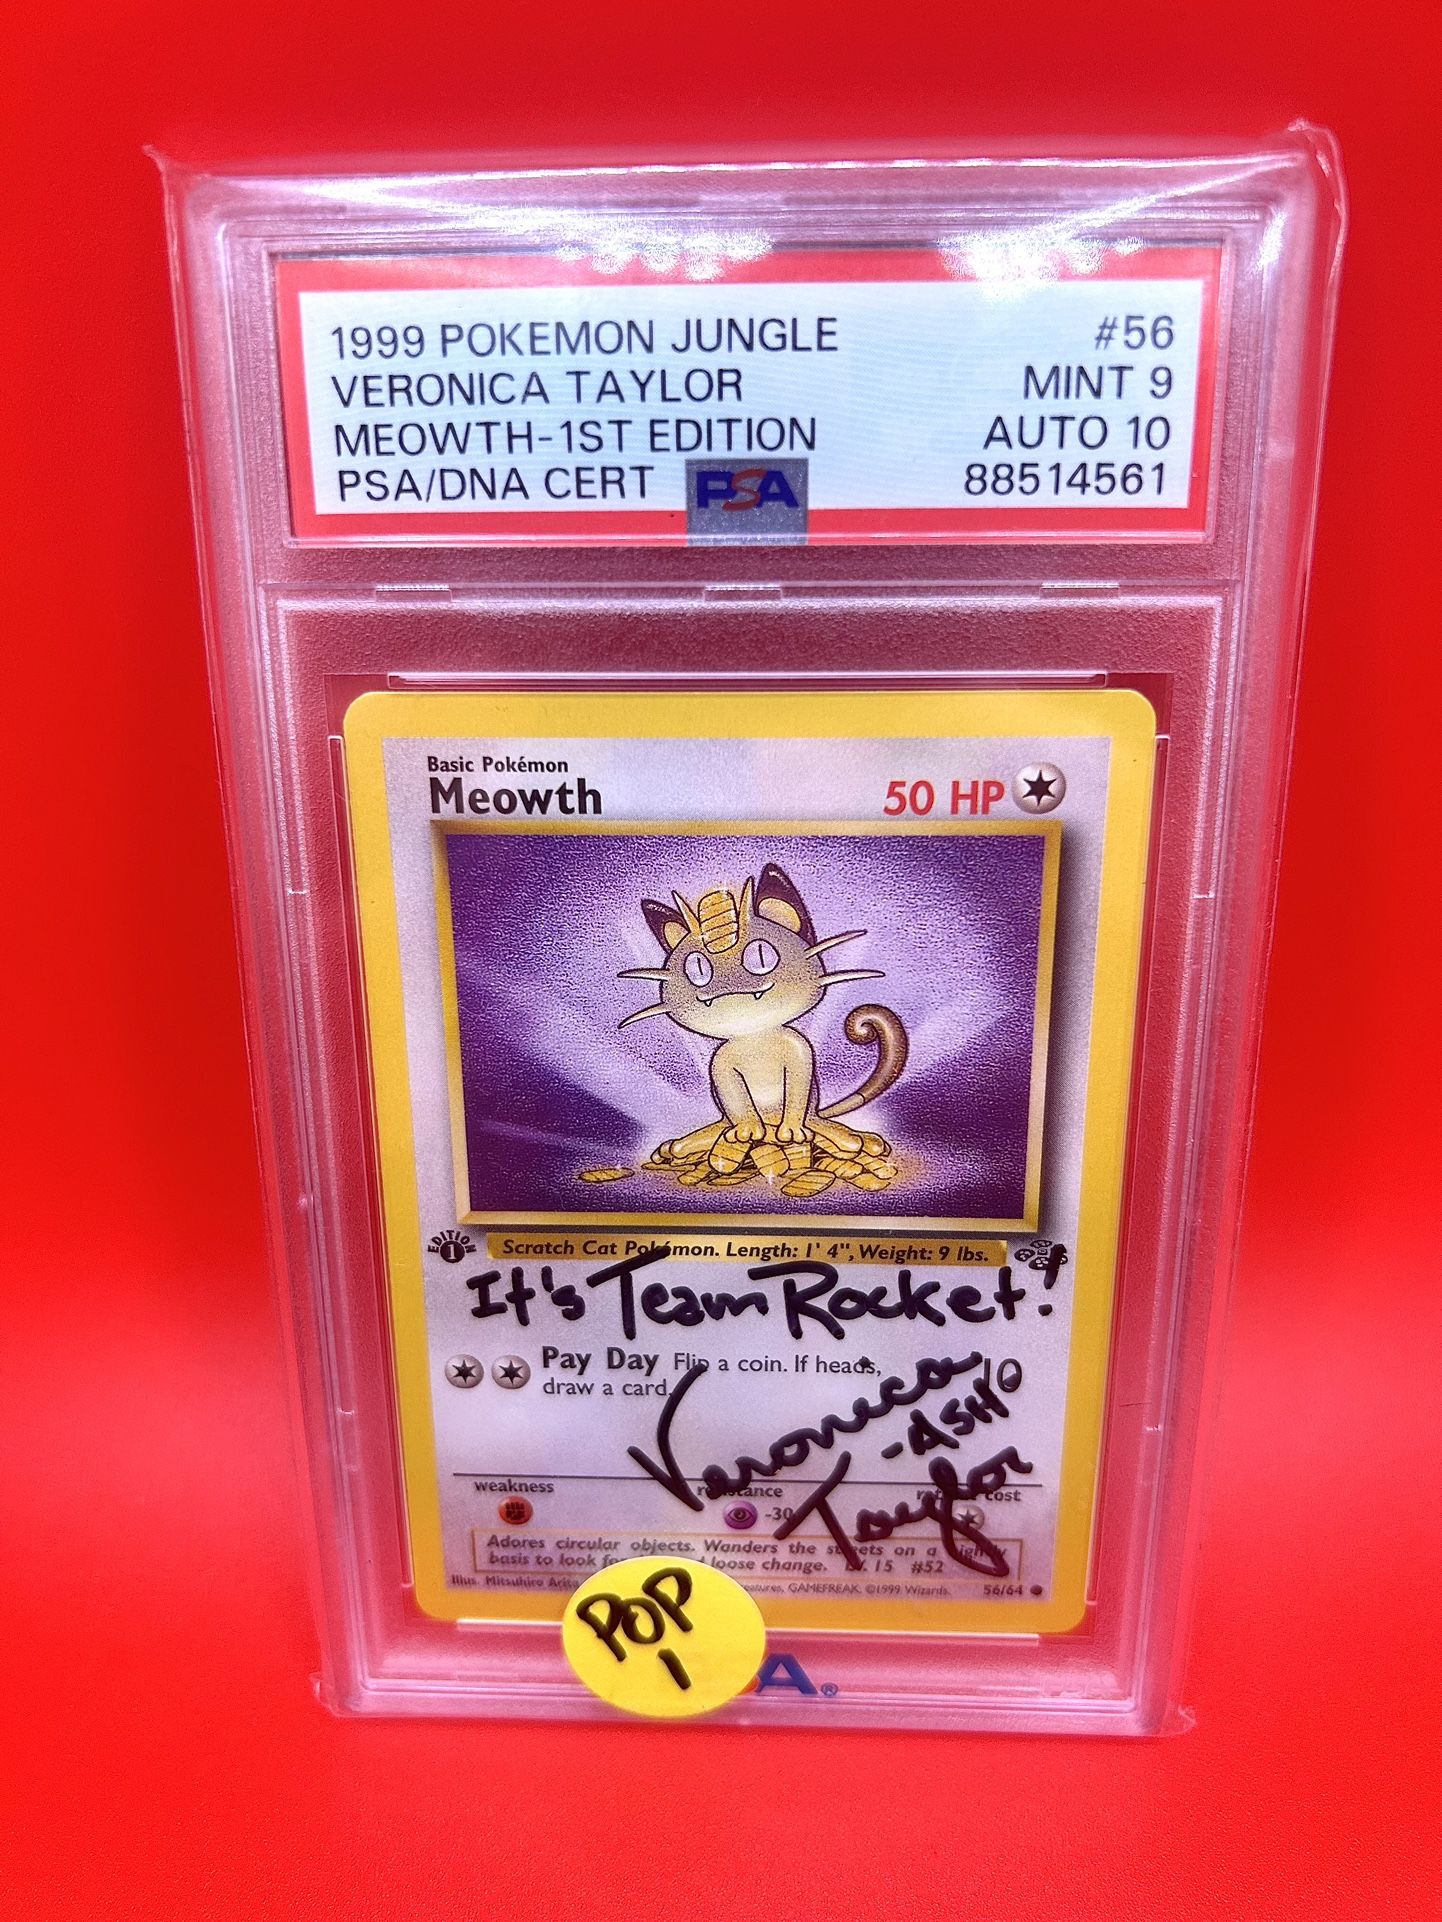 1999 POKEMON JUNGLE #56
VERONICA TAYLOR MINT 9
MEOWTH-1ST EDITION AUTO 10
PSA/DNA CERT PSA 88514561
Basic Pokémon
Meowth 50 HP
EDITION 1 Scratch Cat Pokémon. Length: 1' 4", Weight: 9 lbs.
It's Team Rocket!
Pay Day Flip a coin. If heads,
draw a card.
Veronica
-ASH
Taylor
weakness resistance retreat cost
-30
Adores circular objects. Wanders the streets on a nightly
basis to look for loose change. LV. 15 #52
Illus. Mitsuhiro Arita GAMEFREAK. ©1999 Wizards. 56/64
POP
1
A®